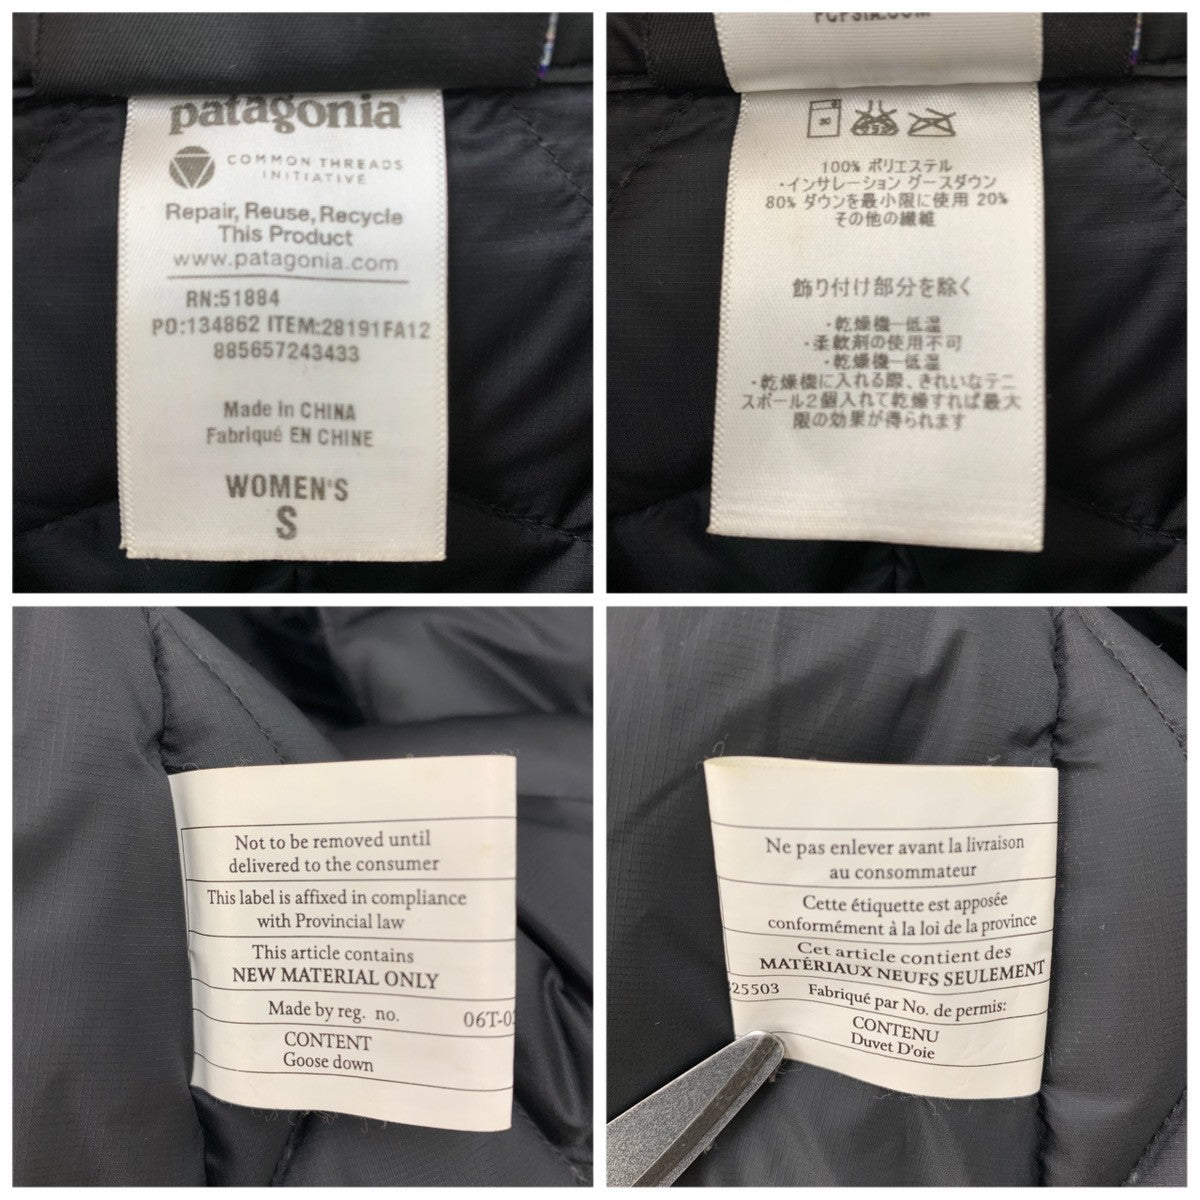 patagonia
COMMON THREADS
INITIATIVE
Repair, Reuse, Recycle
This Product
www.patagonia.com
RN:51884
PO:134862 ITEM:28191FA12
885657243433
Made in CHINA
Fabriqué EN CHINE
WOMEN'S
S
30
100% ポリエステル
・インサレーション グースダウン
80% ダウンを最小限に使用 20%
その他の繊維
飾り付け部分を除く
・乾燥機—低温
・柔軟剤の使用不可
・乾燥機—低温
・乾燥機に入れる際、きれいなテニ
スボール2個入れて乾燥すれば最大
限の効果が得られます
Not to be removed until
delivered to the consumer
This label is affixed in compliance
with Provincial law
This article contains
NEW MATERIAL ONLY
Made by reg. no. 06T-0
CONTENT
Goose down
Ne pas enlever avant la livraison
au consommateur
Cette étiquette est apposée
conformément à la loi de la province
Cet article contient des
MATÉRIAUX NEUFS SEULEMENT
25503 Fabriqué par No. de permis:
CONTENU
Duvet D'oie